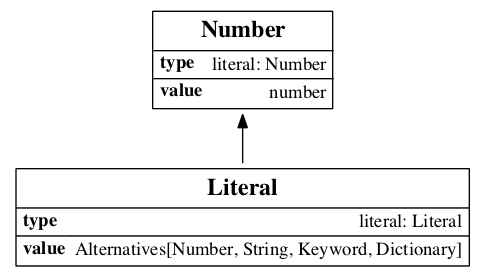 Number
type literal: Number
value number
Literal
type literal: Literal
value Alternatives[Number, String, Keyword, Dictionary]